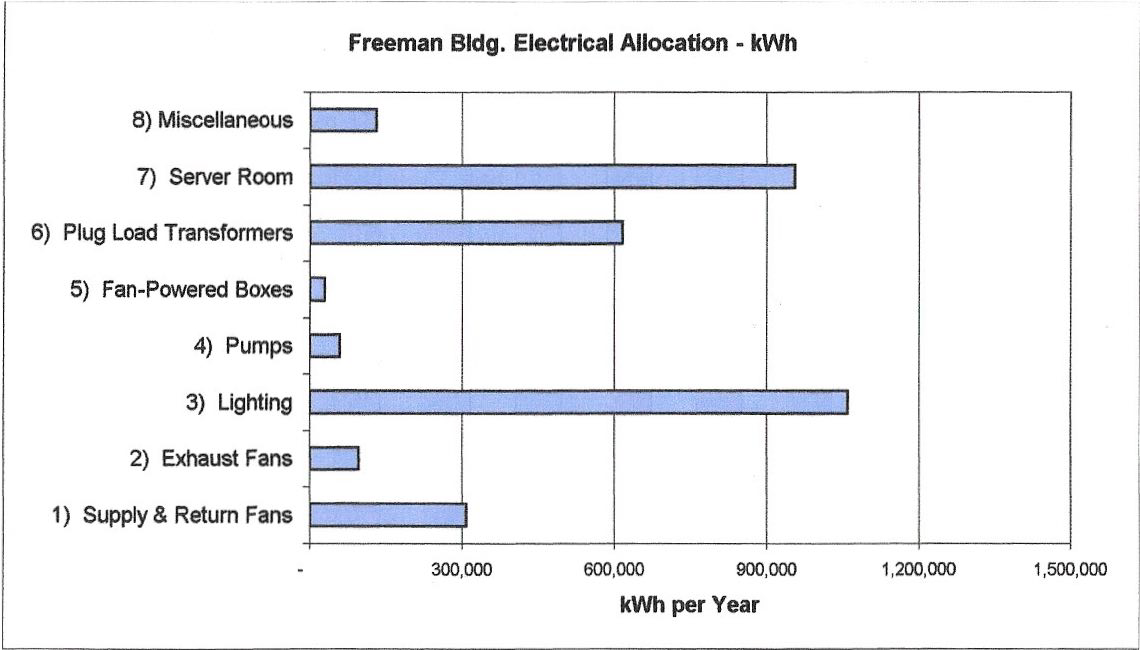 Freeman Bldg. Electrical Allocation - kWh
8) Miscellaneous
7) Server Room
6) Plug Load Transformers
5) Fan-Powered Boxes
4) Pumps
3) Lighting
2) Exhaust Fans
1) Supply & Return Fans
- 300,000 600,000 900,000 1,200,000 1,500,000
kWh per Year